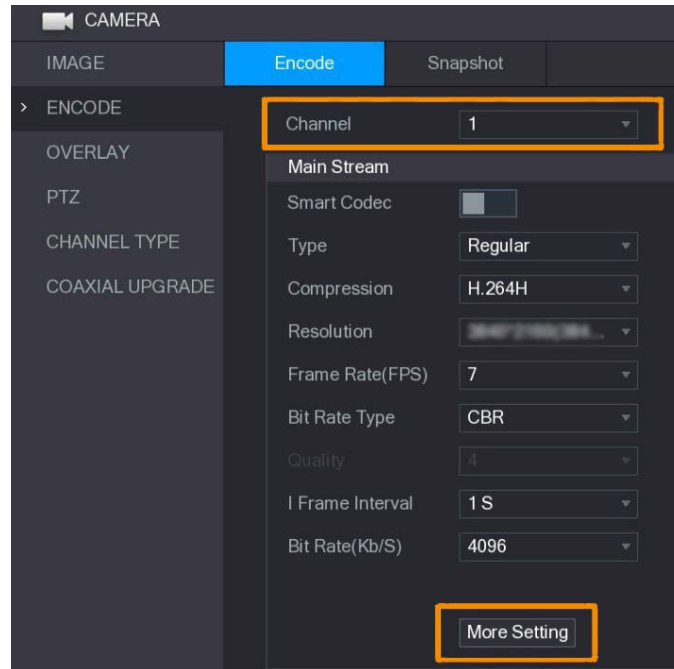 CAMERA
IMAGE
Encode Snapshot
> ENCODE
Channel 1
OVERLAY
Main Stream
PTZ
Smart Codec
CHANNEL TYPE
Type Regular
COAXIAL UPGRADE
Compression H.264H
Resolution
Frame Rate(FPS) 7
Bit Rate Type CBR
Quality 4
I Frame Interval 1 S
Bit Rate(Kb/S) 4096
More Setting